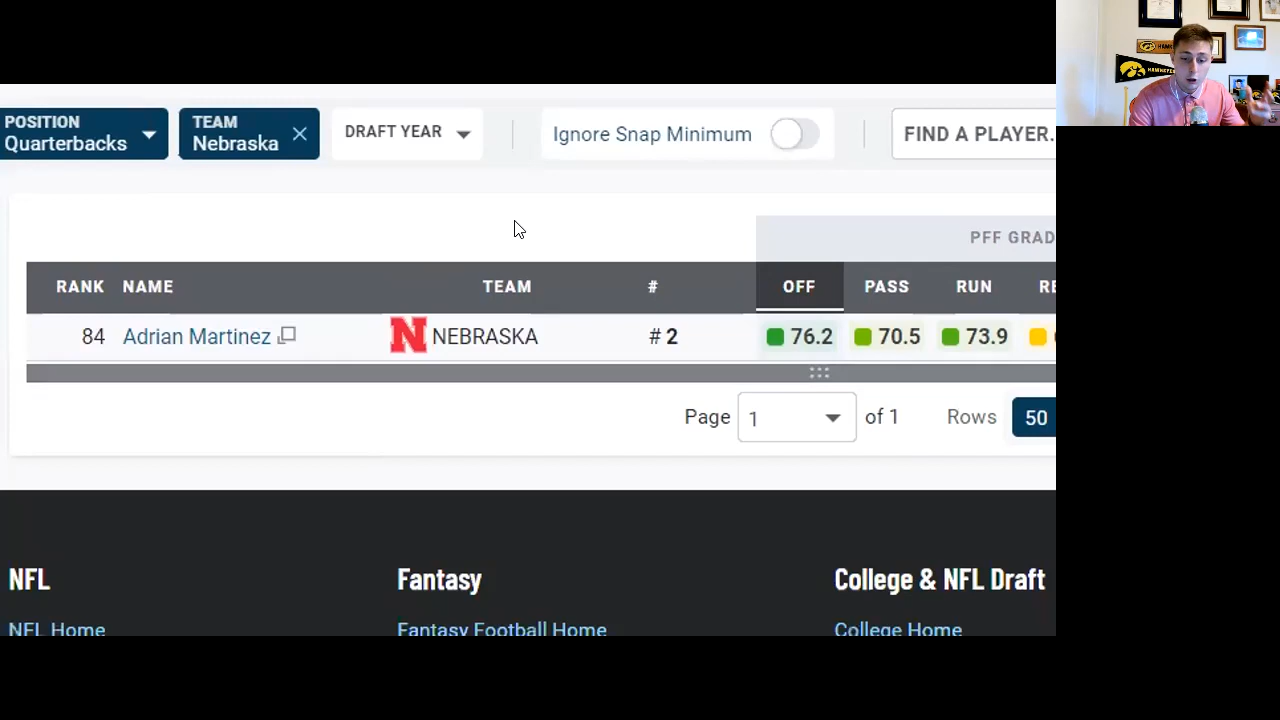 POSITION
Quarterbacks
TEAM
Nebraska
DRAFT YEAR
Ignore Snap Minimum
FIND A PLAYER.
PFF GRAD
RANK NAME TEAM # OFF PASS RUN RE
84 Adrian Martinez N NEBRASKA #2 76.2 70.5 73.9
Page 1 of 1 Rows 50
NFL Fantasy College & NFL Draft
NFL Home Fantasy Football Home College Home